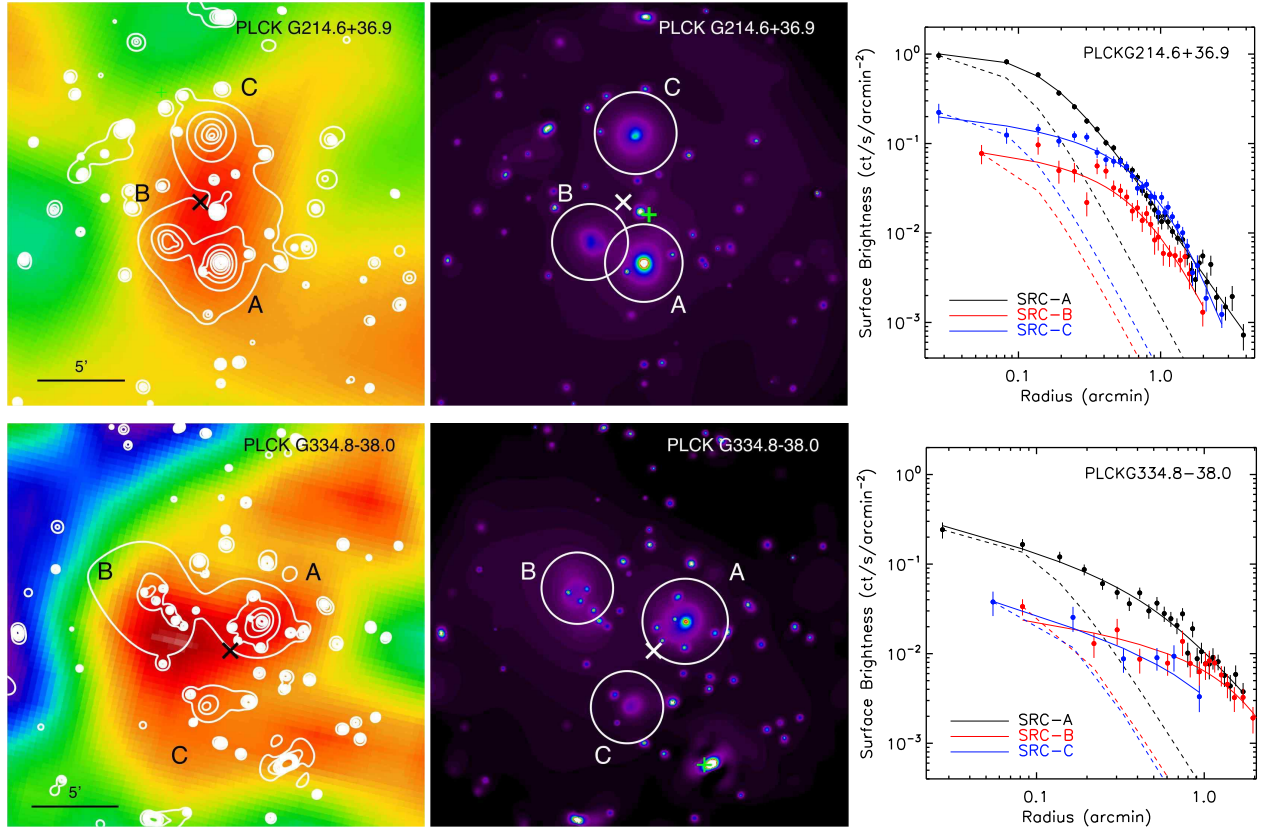 PLCK G214.6+36.9
C
B
A
5'
PLCK G214.6+36.9
C
B
A
PLCKG214.6+36.9
10⁰
10⁻¹
10⁻²
10⁻³
Surface Brightness (ct/s/arcmin⁻²)
SRC-A
SRC-B
SRC-C
0.1 1.0
Radius (arcmin)
PLCK G334.8-38.0
B
A
C
5'
PLCK G334.8-38.0
B
A
C
PLCKG334.8-38.0
10⁰
10⁻¹
10⁻²
10⁻³
Surface Brightness (ct/s/arcmin⁻²)
SRC-A
SRC-B
SRC-C
0.1 1.0
Radius (arcmin)